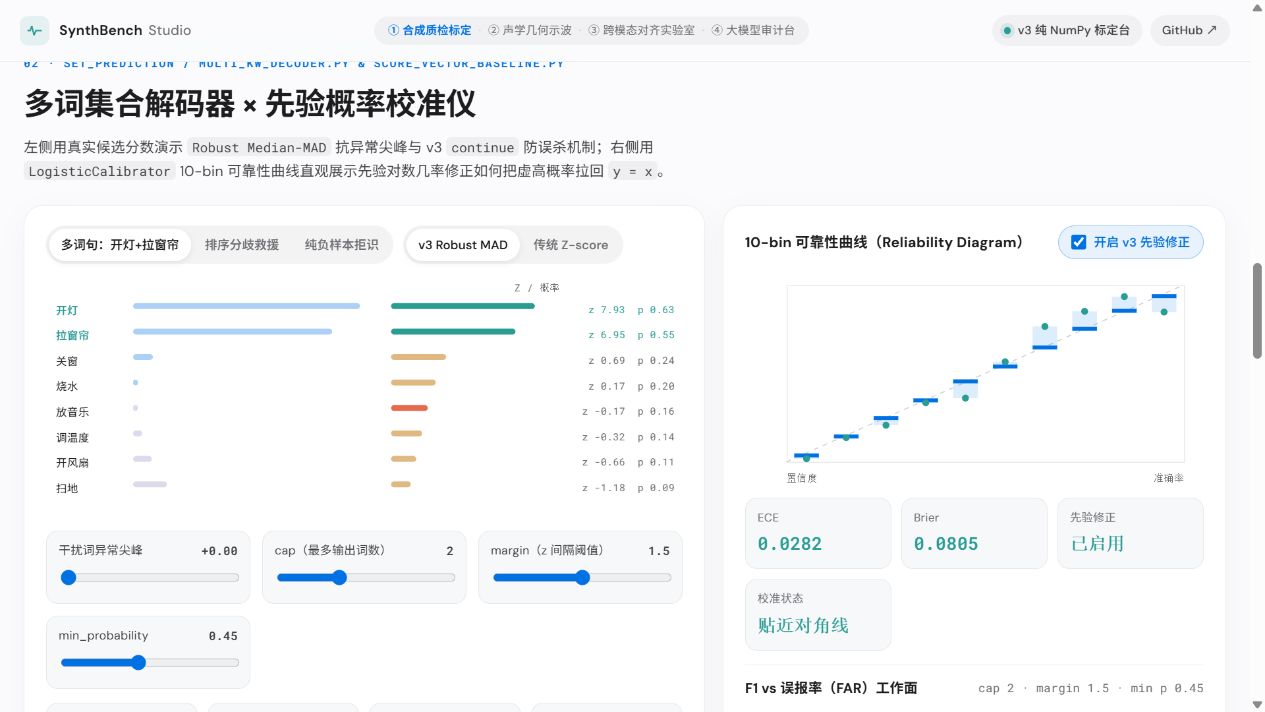 SynthBench Studio
① 合成质检标定 · ② 声学几何示波 · ③ 跨模态对齐实验室 · ④ 大模型审计台
v3 纯 NumPy 标定台
GitHub ↗
02 · SET_PREDICTION / MULTI_KW_DECODER.PY & SCORE_VECTOR_BASELINE.PY
多词集合解码器 × 先验概率校准仪
左侧用真实候选分数演示 Robust Median-MAD 抗异常尖峰与 v3 continue 防误杀机制；右侧用
LogisticCalibrator 10-bin 可靠性曲线直观展示先验对数几率修正如何把虚高概率拉回 y = x 。
多词句：开灯+拉窗帘 排序分歧救援 纯负样本拒识
v3 Robust MAD 传统 Z-score
Z / 概率
开灯 z 7.93 p 0.63
拉窗帘 z 6.95 p 0.55
关窗 z 0.69 p 0.24
烧水 z 0.17 p 0.20
放音乐 z -0.17 p 0.16
调温度 z -0.32 p 0.14
开风扇 z -0.66 p 0.11
扫地 z -1.18 p 0.09
干扰词异常尖峰 +0.00
cap（最多输出词数） 2
margin（z 间隔阈值） 1.5
min_probability 0.45
10-bin 可靠性曲线（Reliability Diagram）
开启 v3 先验修正
置信度 准确率
ECE
0.0282
Brier
0.0805
先验修正
已启用
校准状态
贴近对角线
F1 vs 误报率（FAR）工作面
cap 2 · margin 1.5 · min p 0.45